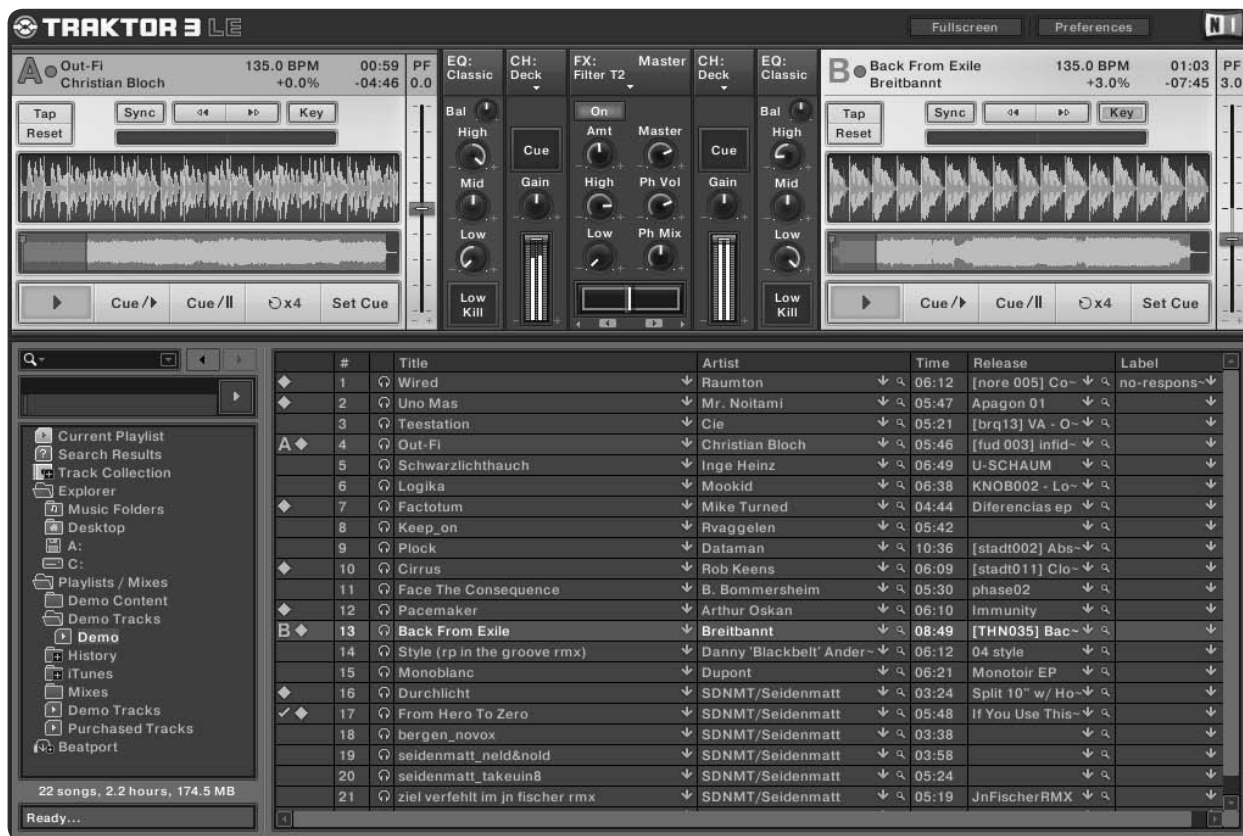 TRAKTOR 3 LE
Fullscreen Preferences NI
A Out-Fi 135.0 BPM 00:59 PF
Christian Bloch +0.0% -04:46 0.0
EQ: CH: FX: Master CH: EQ:
Classic Deck Filter T2 Deck Classic
B Back From Exile 135.0 BPM 01:03 PF
Breitbannt +3.0% -07:45 3.0
Tap Sync Key
Reset
Bal On Bal
High Amt Master High
Cue Cue
Mid Gain High Ph Vol Gain Mid
Low Low Ph Mix Low
Low Low
Kill Kill
Tap Sync Key
Reset
Cue/ Cue/II x4 Set Cue
Cue/ Cue/II x4 Set Cue
Current Playlist
Search Results
Track Collection
Explorer
Music Folders
Desktop
A:
C:
Playlists / Mixes
Demo Content
Demo Tracks
Demo
History
iTunes
Mixes
Demo Tracks
Purchased Tracks
Beatport
22 songs, 2.2 hours, 174.5 MB
Ready...
# Title Artist Time Release Label
1 Wired Raumton 06:12 [nore 005] Co~ no-respons~
2 Uno Mas Mr. Noitami 05:47 Apagon 01
3 Teestation Cie 05:21 [brq13] VA - O~
A 4 Out-Fi Christian Bloch 05:46 [fud 003] infid~
5 Schwarzlichthauch Inge Heinz 06:49 U-SCHAUM
6 Logika Mookid 06:38 KNOB002 - Lo~
7 Factotum Mike Turned 04:44 Diferencias ep
8 Keep_on Rvaggelen 05:42
9 Plock Dataman 10:36 [stadt002] Abs~
10 Cirrus Rob Keens 06:09 [stadt011] Clo~
11 Face The Consequence B. Bommersheim 05:30 phase02
12 Pacemaker Arthur Oskan 06:10 Immunity
B 13 Back From Exile Breitbannt 08:49 [THN035] Bac~
14 Style (rp in the groove rmx) Danny 'Blackbelt' Ander~ 06:12 04 style
15 Monoblanc Dupont 06:21 Monotoir EP
16 Durchlicht SDNMT/Seidenmatt 03:24 Split 10" w/ Ho~
17 From Hero To Zero SDNMT/Seidenmatt 05:48 If You Use This~
18 bergen_novox SDNMT/Seidenmatt 03:38
19 seidenmatt_neld&nold SDNMT/Seidenmatt 03:58
20 seidenmatt_takeuin8 SDNMT/Seidenmatt 05:24
21 ziel verfehlt im jn fischer rmx SDNMT/Seidenmatt 05:19 JnFischerRMX